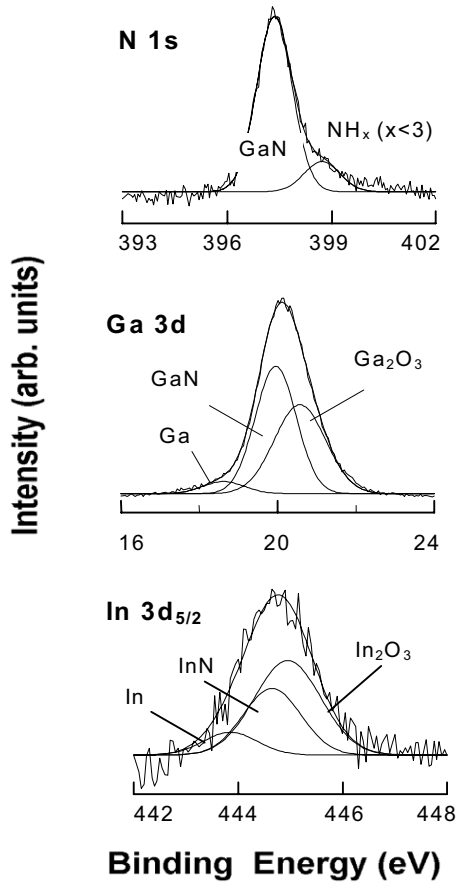 N 1s
NHₓ (x<3)
GaN
393 396 399 402
Intensity (arb. units)
Ga 3d
Ga₂O₃
GaN
Ga
16 20 24
In 3d₅/₂
In₂O₃
InN
In
442 444 446 448
Binding Energy (eV)